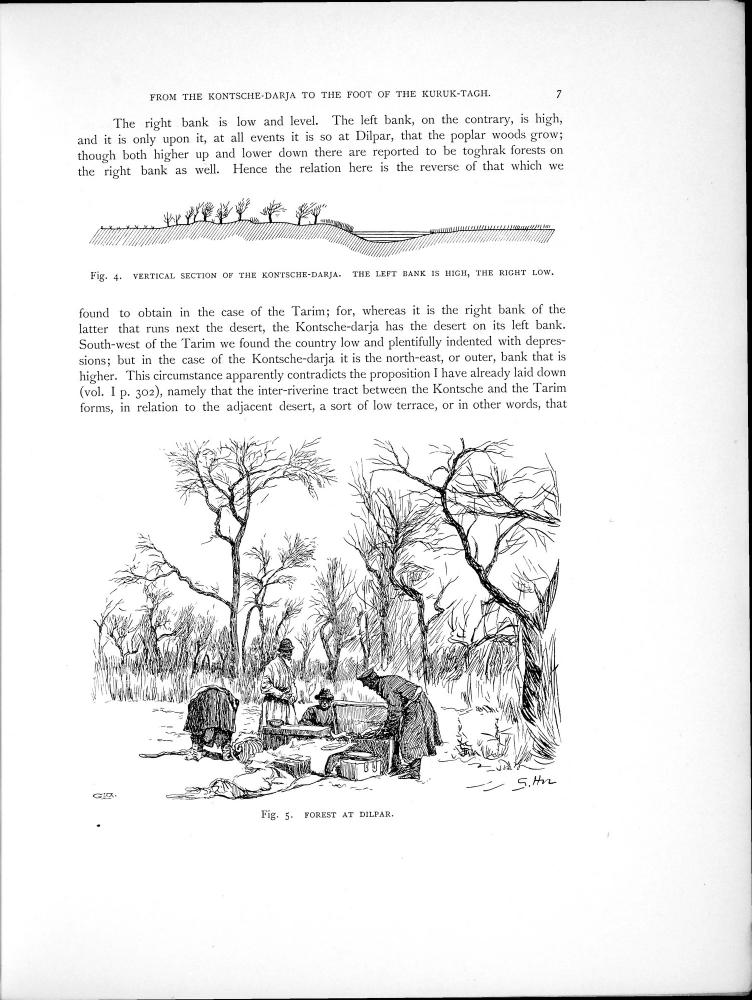 FROM THE KONTSCHE-DARJA TO THE FOOT OF THE KURUK-TAGH. 7
The right bank is low and level. The left bank, on the contrary, is high,
and it is only upon it, at all events it is so at Dilpar, that the poplar woods grow;
though both higher up and lower down there are reported to be toghrak forests on
the right bank as well. Hence the relation here is the reverse of that which we
Fig. 4. VERTICAL SECTION OF THE KONTSCHE-DARJA. THE LEFT BANK IS HIGH, THE RIGHT LOW.
found to obtain in the case of the Tarim; for, whereas it is the right bank of the
latter that runs next the desert, the Kontsche-darja has the desert on its left bank.
South-west of the Tarim we found the country low and plentifully indented with depres-
sions; but in the case of the Kontsche-darja it is the north-east, or outer, bank that is
higher. This circumstance apparently contradicts the proposition I have already laid down
(vol. I p. 302), namely that the inter-riverine tract between the Kontsche and the Tarim
forms, in relation to the adjacent desert, a sort of low terrace, or in other words, that
Fig. 5. FOREST AT DILPAR.